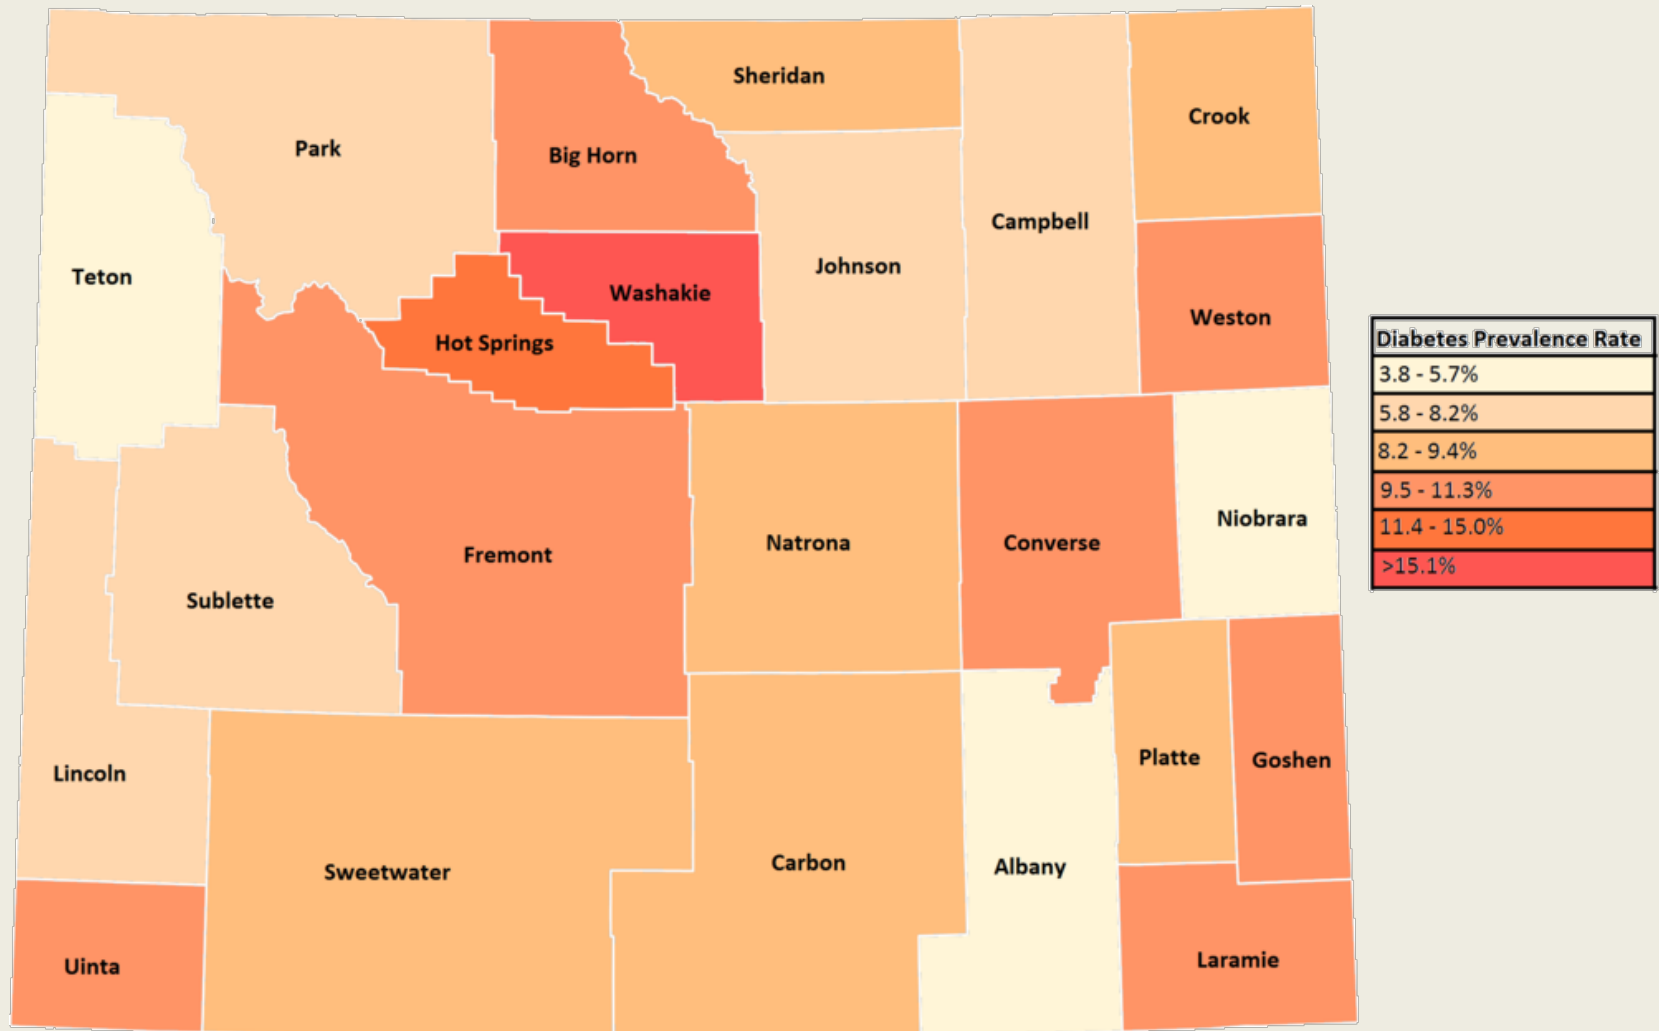 Sheridan
Crook
Park
Big Horn
Campbell
Johnson
Teton
Washakie
Weston
Hot Springs
Niobrara
Natrona
Converse
Fremont
Sublette
Platte
Goshen
Lincoln
Carbon
Albany
Sweetwater
Laramie
Uinta
Diabetes Prevalence Rate
3.8 - 5.7%
5.8 - 8.2%
8.2 - 9.4%
9.5 - 11.3%
11.4 - 15.0%
>15.1%